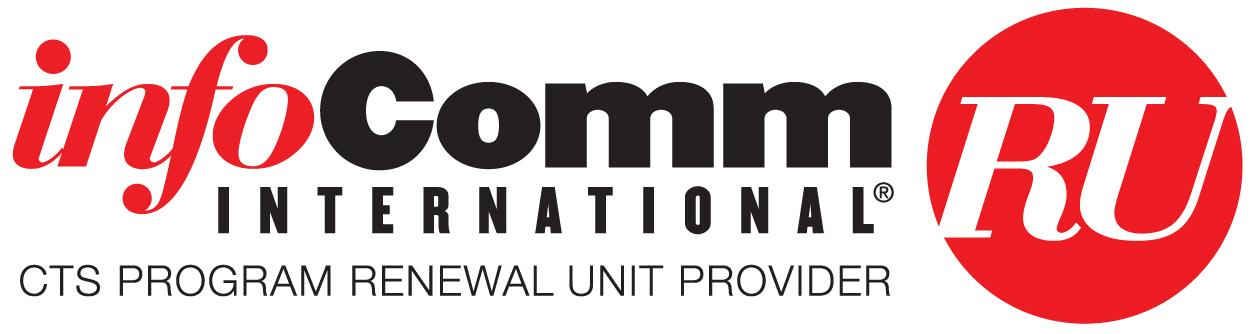 infoComm
INTERNATIONAL®
CTS PROGRAM RENEWAL UNIT PROVIDER
RU